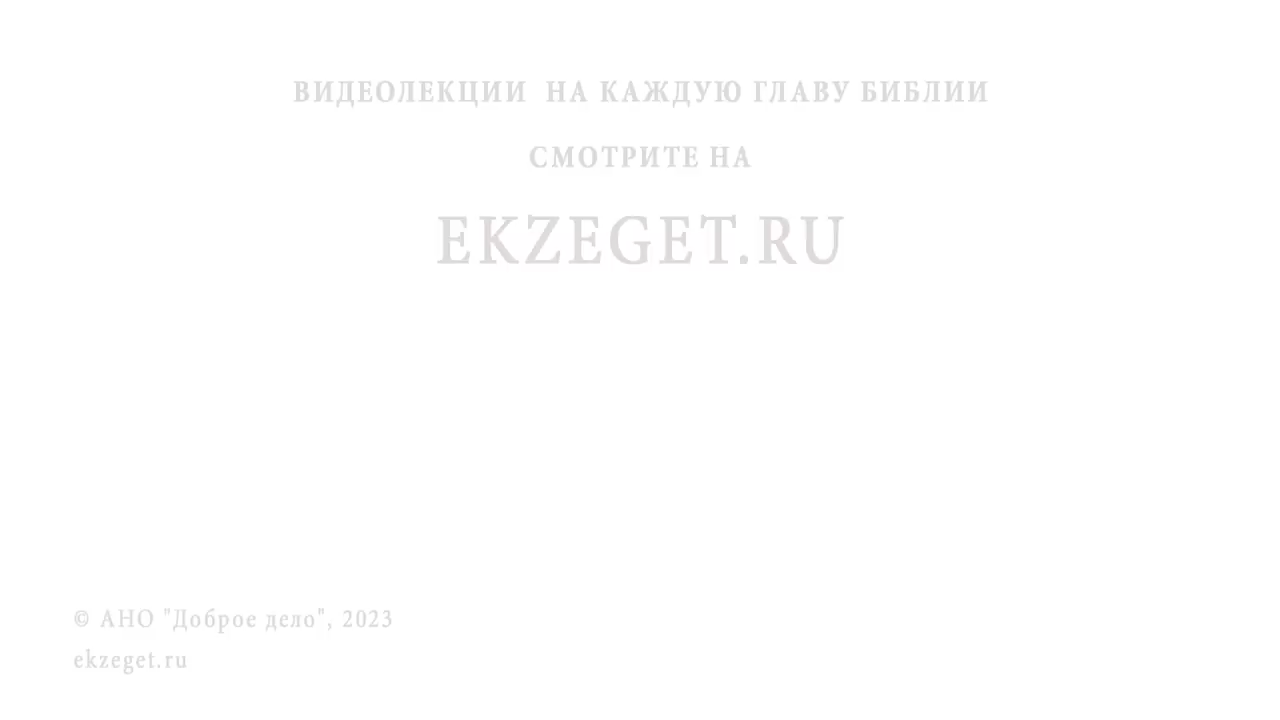 ВИДЕОЛЕКЦИИ НА КАЖДУЮ ГЛАВУ БИБЛИИ
СМОТРИТЕ НА
EKZEGET.RU
© АНО "Доброе дело", 2023
ekzeget.ru